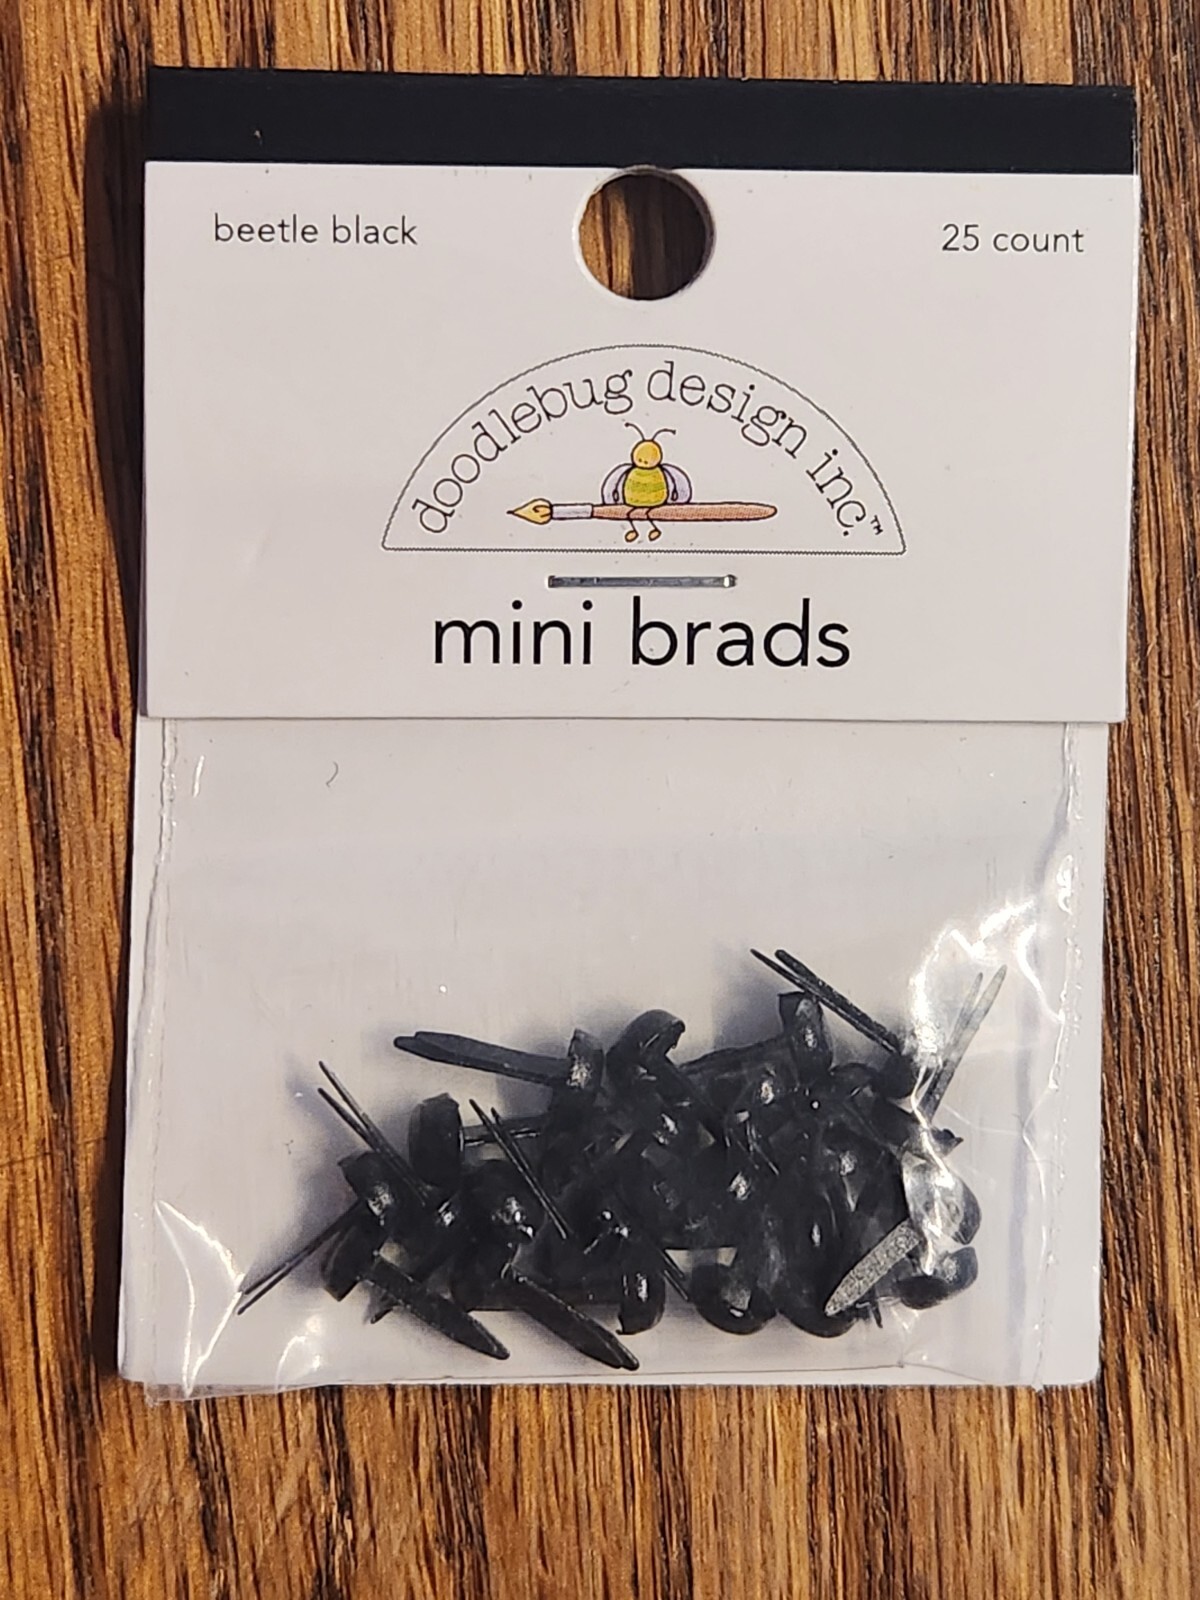 beetle black
25 count
doodlebug design inc.™
mini brads